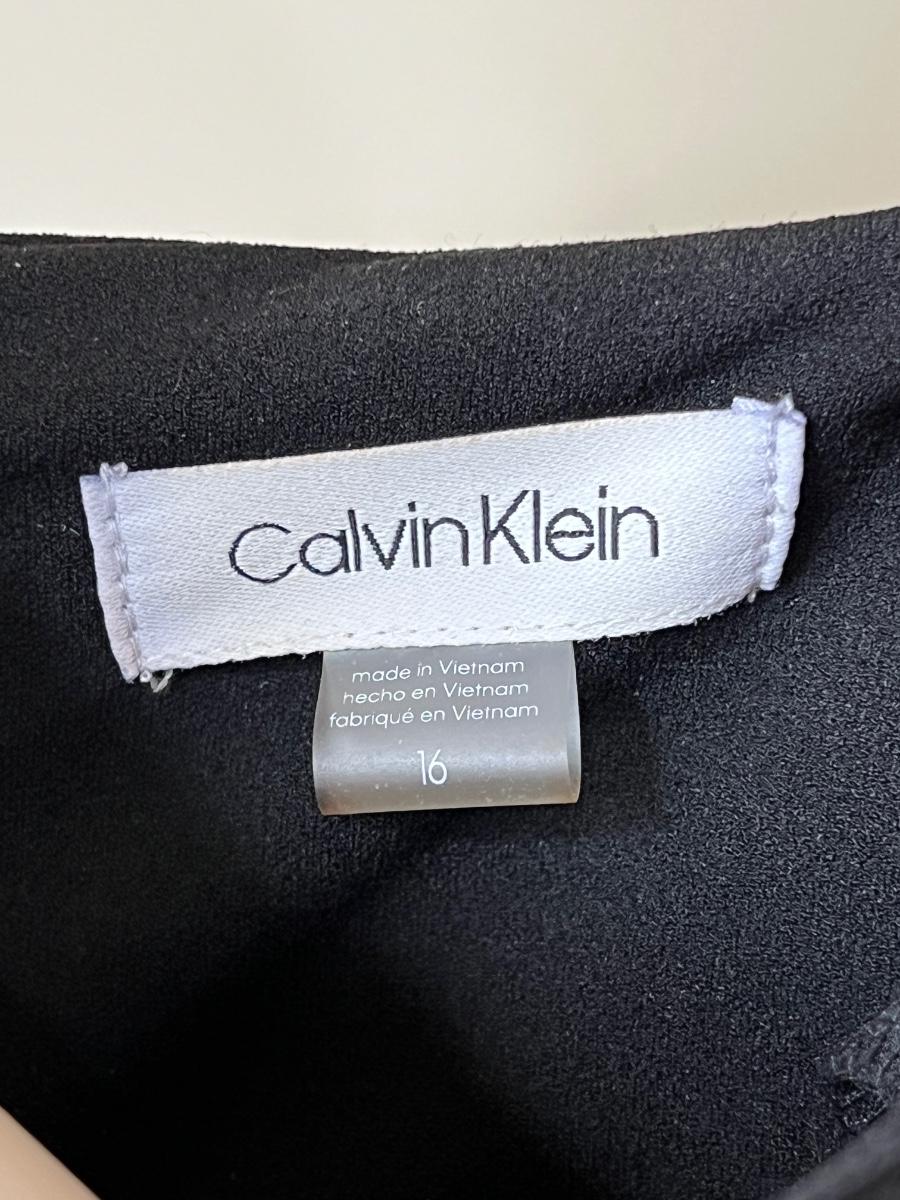 Calvin Klein
made in Vietnam
hecho en Vietnam
fabriqué en Vietnam
16